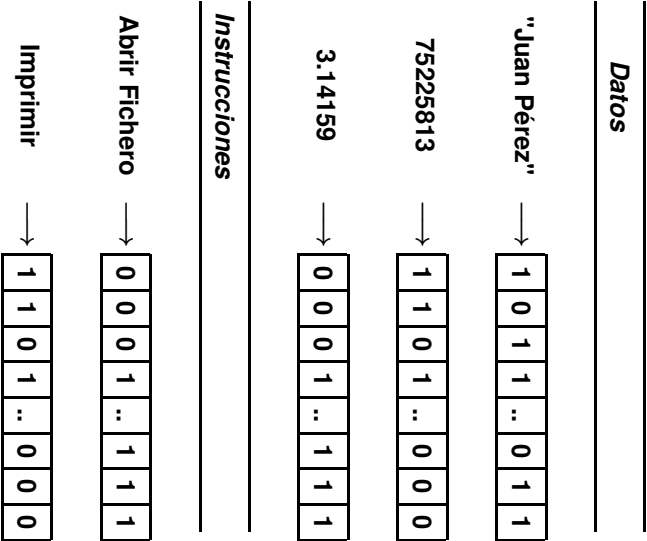 Datos
"Juan Pérez" → 1 0 1 1 .. 0 1 1
75225813 → 1 1 0 1 .. 0 0 0
3.14159 → 0 0 0 1 .. 1 1 1
Instrucciones
Abrir Fichero → 0 0 0 1 .. 1 1 1
Imprimir → 1 1 0 1 .. 0 0 0